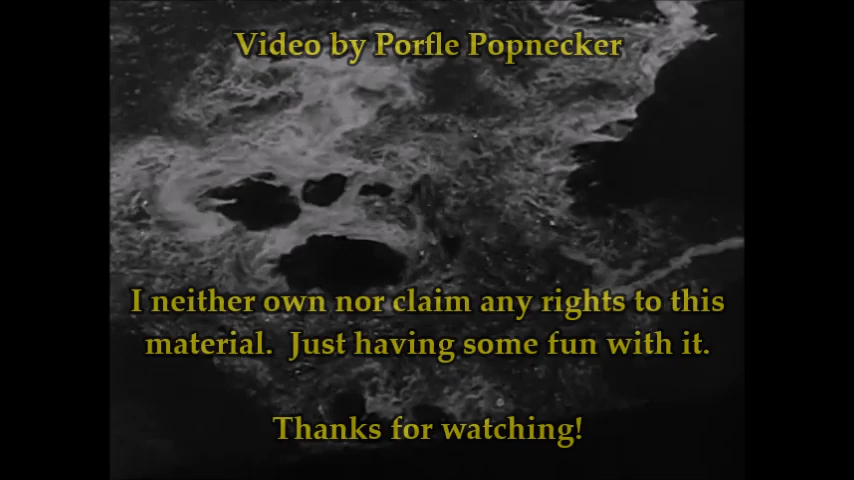 Video by Porfle Popnecker
I neither own nor claim any rights to this
material.  Just having some fun with it.
Thanks for watching!